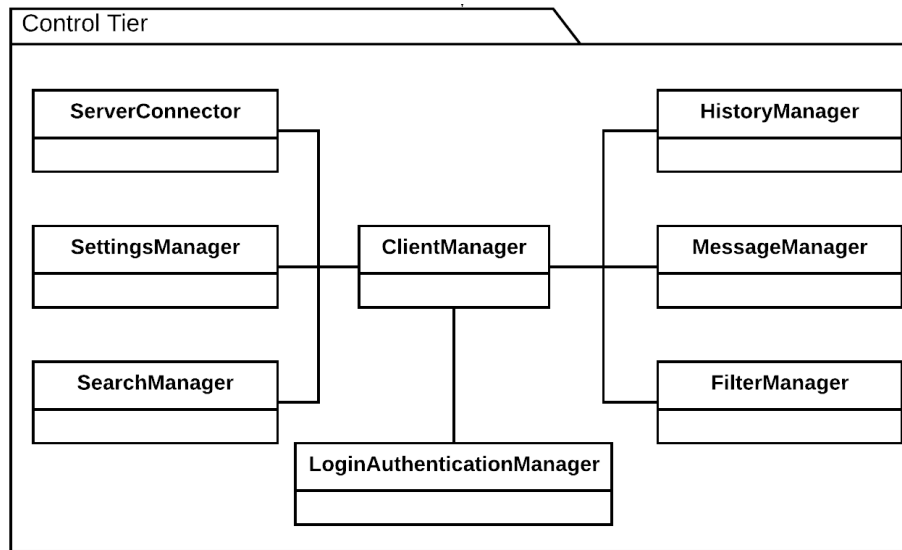 Control Tier
ServerConnector
HistoryManager
SettingsManager
ClientManager
MessageManager
SearchManager
FilterManager
LoginAuthenticationManager